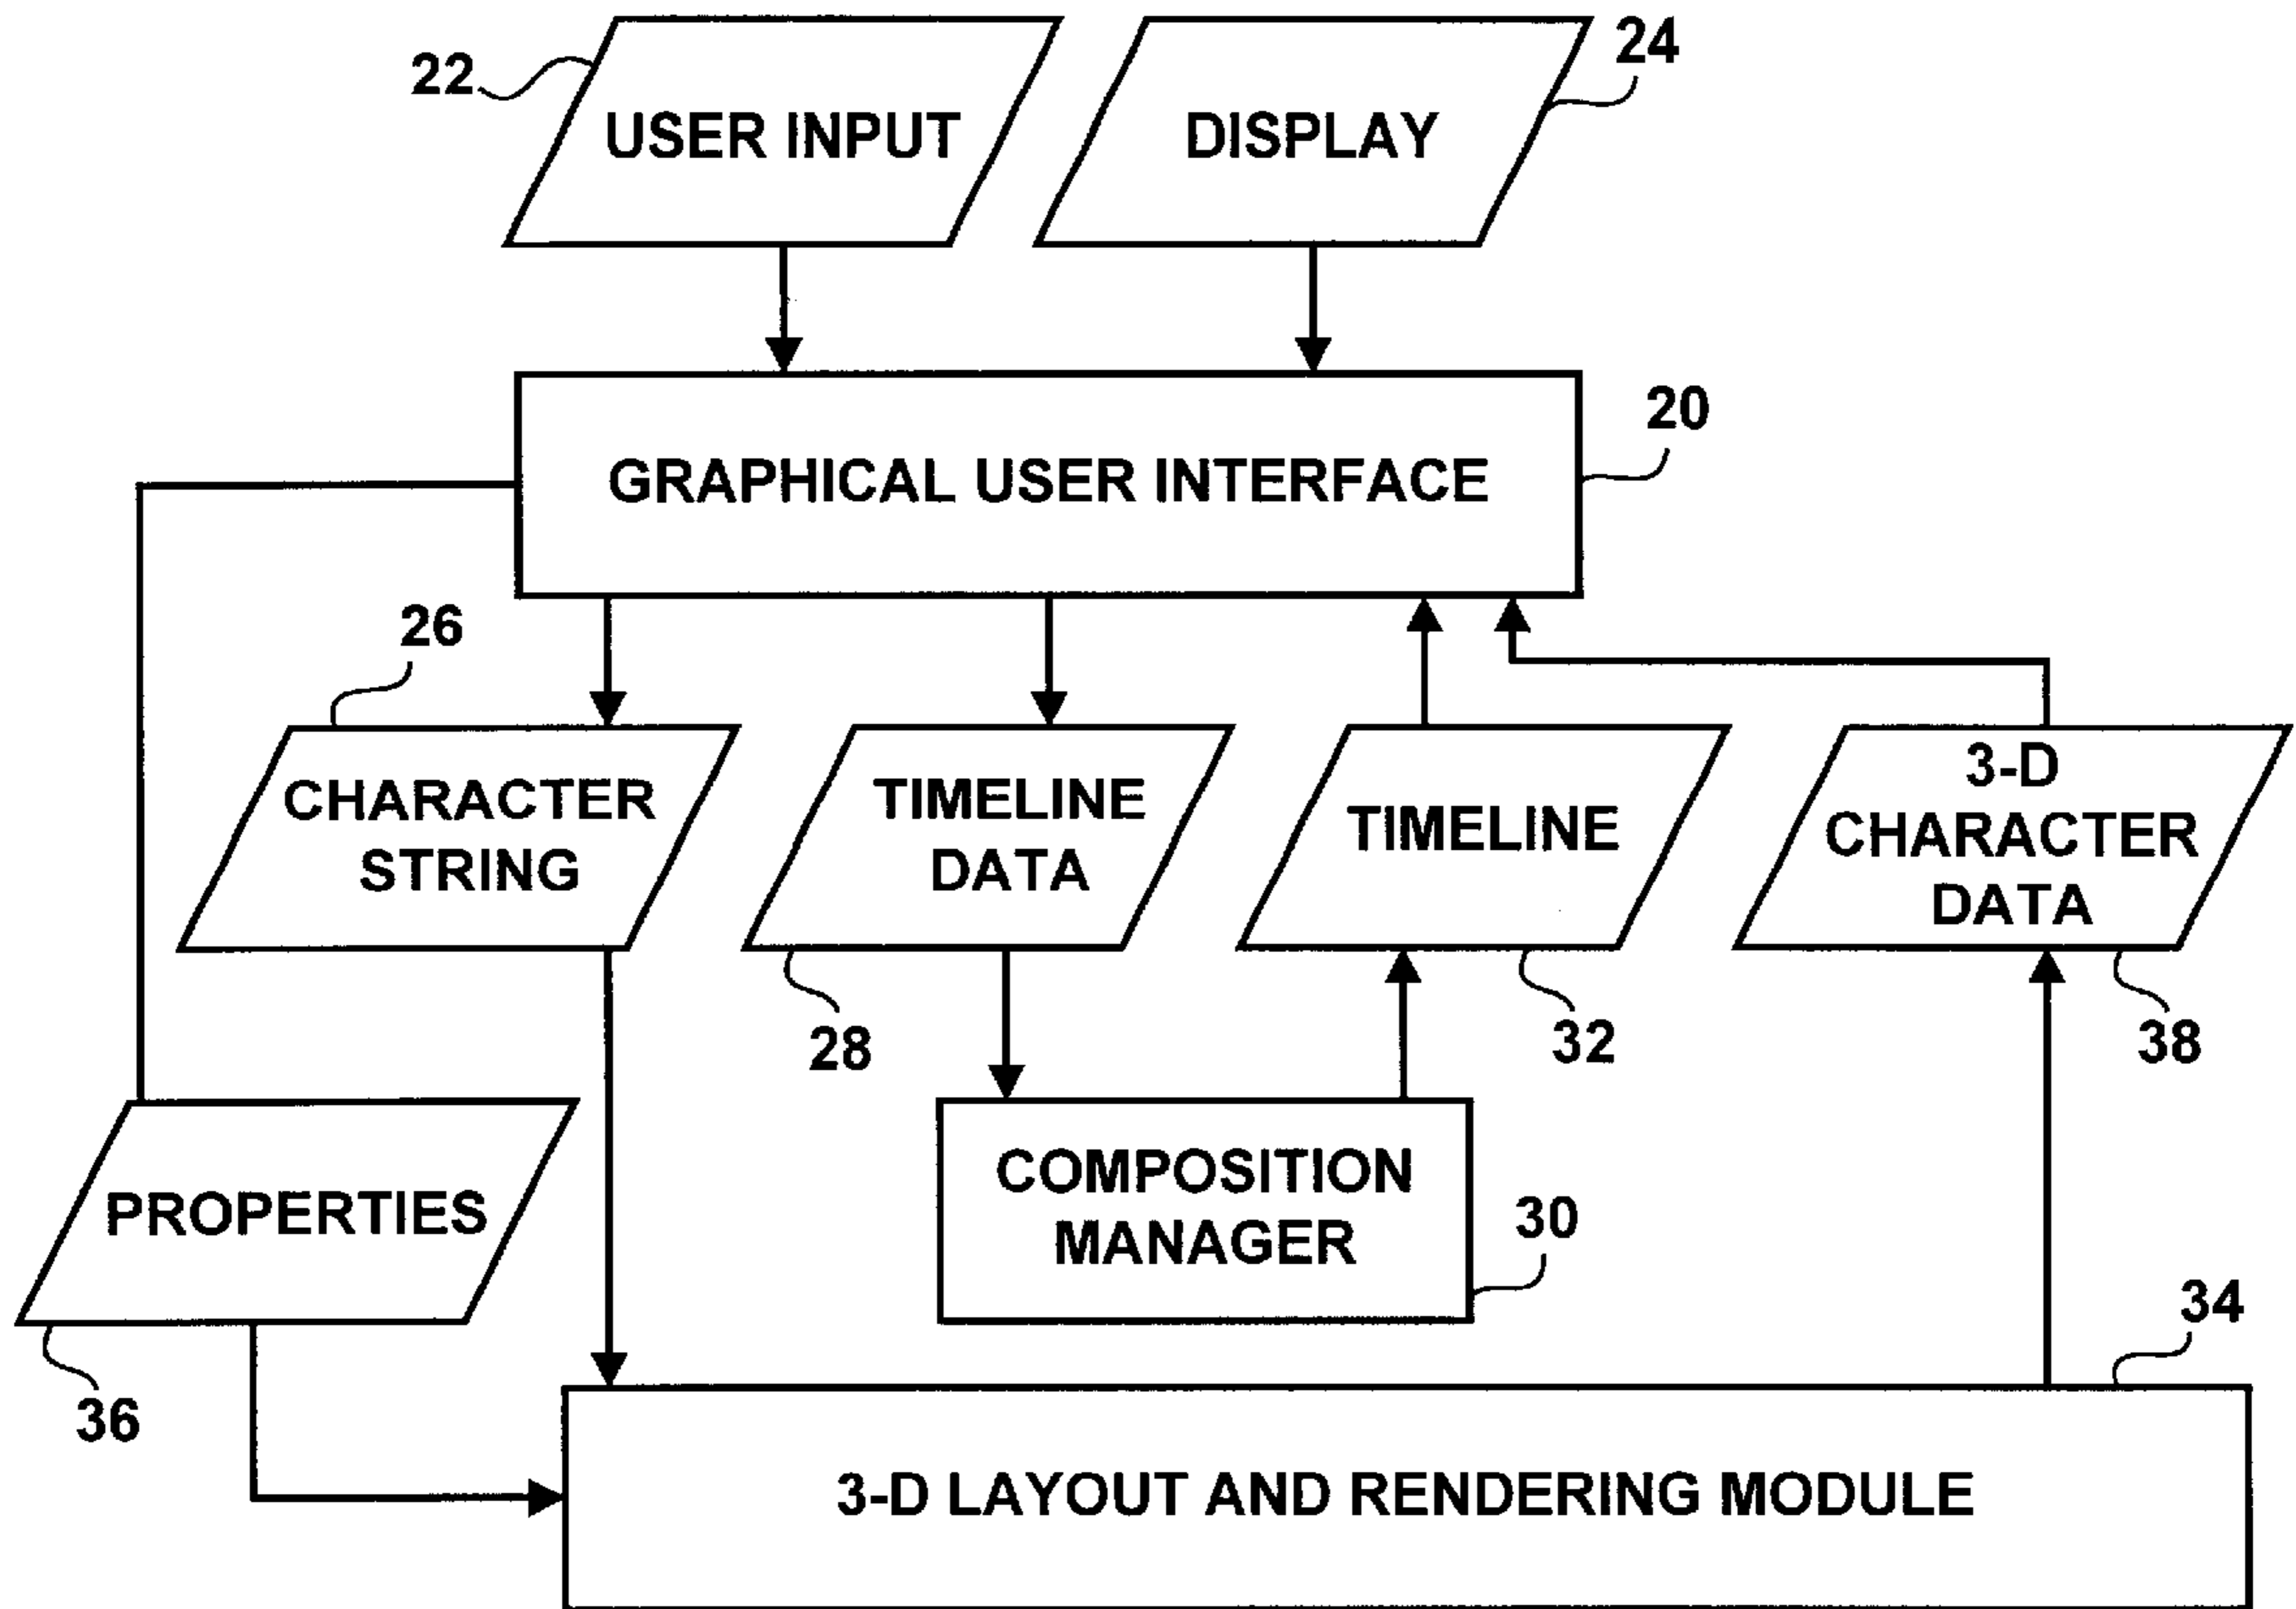 22
USER INPUT
DISPLAY
24
GRAPHICAL USER INTERFACE
20
26
CHARACTER
STRING
TIMELINE
DATA
TIMELINE
3-D
CHARACTER
DATA
28
32
38
PROPERTIES
COMPOSITION
MANAGER
30
36
34
3-D LAYOUT AND RENDERING MODULE